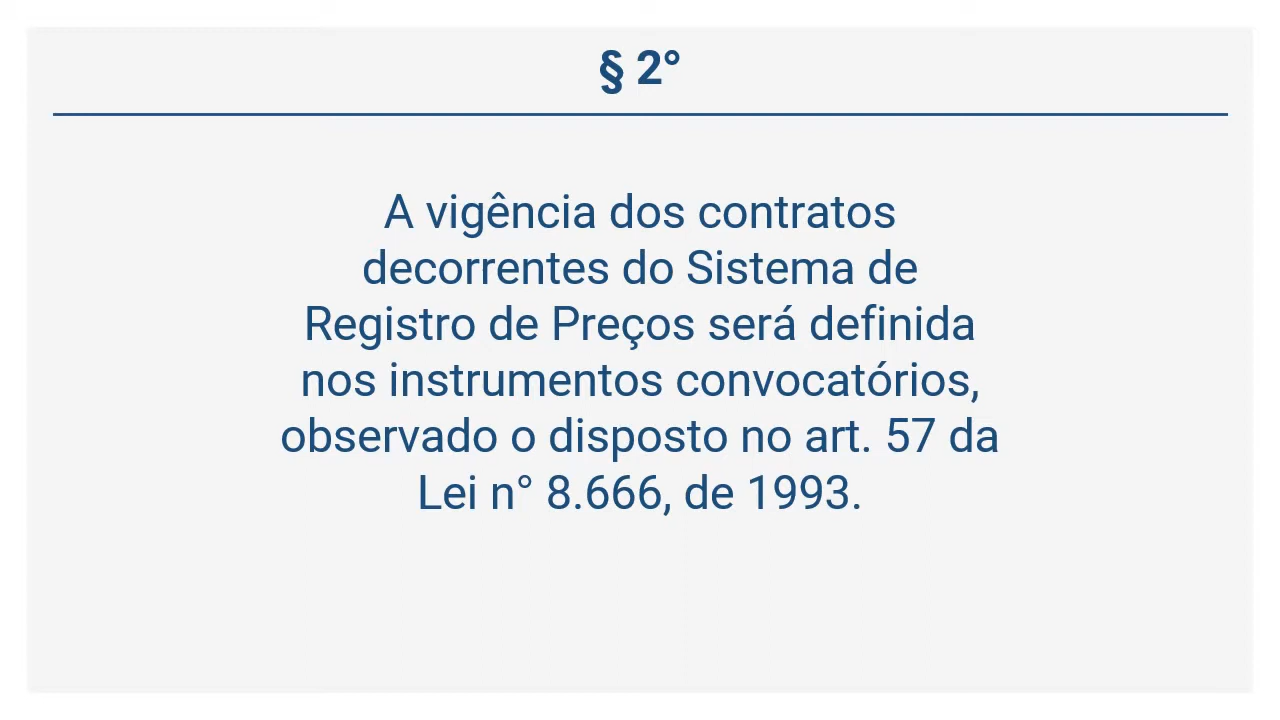 § 2°
A vigência dos contratos
decorrentes do Sistema de
Registro de Preços será definida
nos instrumentos convocatórios,
observado o disposto no art. 57 da
Lei n° 8.666, de 1993.